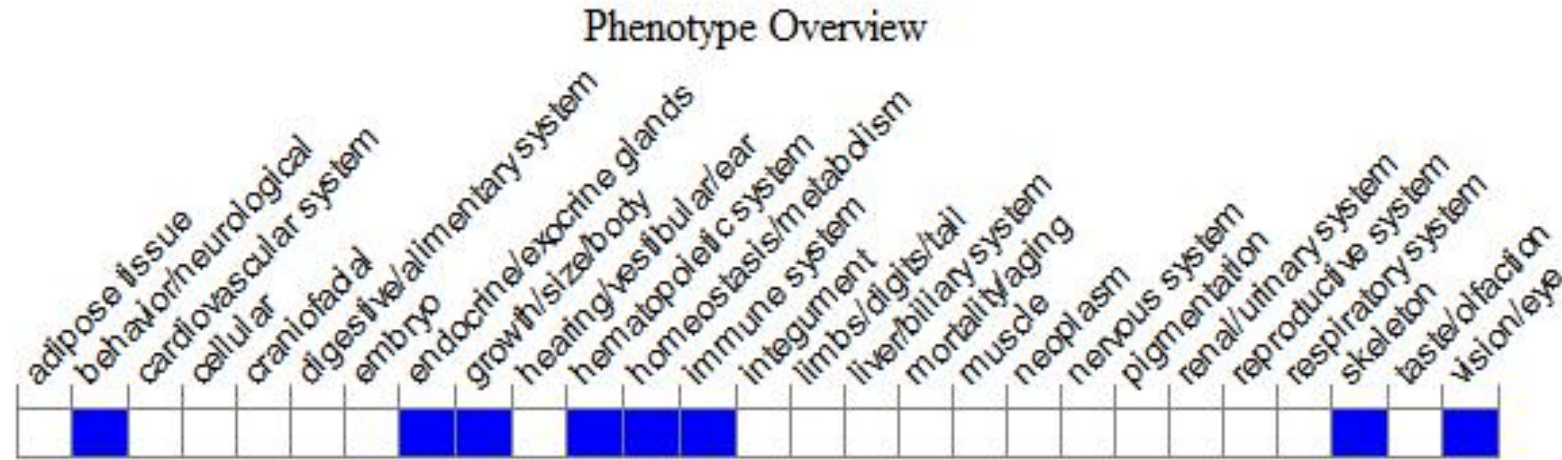 Phenotype Overview
adipose tissue
behavior/neurological
cardiovascular system
cellular
craniofacial
digestive/alimentary system
embryo
endocrine/exocrine glands
growth/size/body
hearing/vestibular/ear
hematopoietic system
homeostasis/metabolism
immune system
integument
limbs/digits/tail
liver/biliary system
mortality/aging
muscle
neoplasm
nervous system
pigmentation
renal/urinary system
reproductive system
respiratory system
skeleton
taste/olfaction
vision/eye